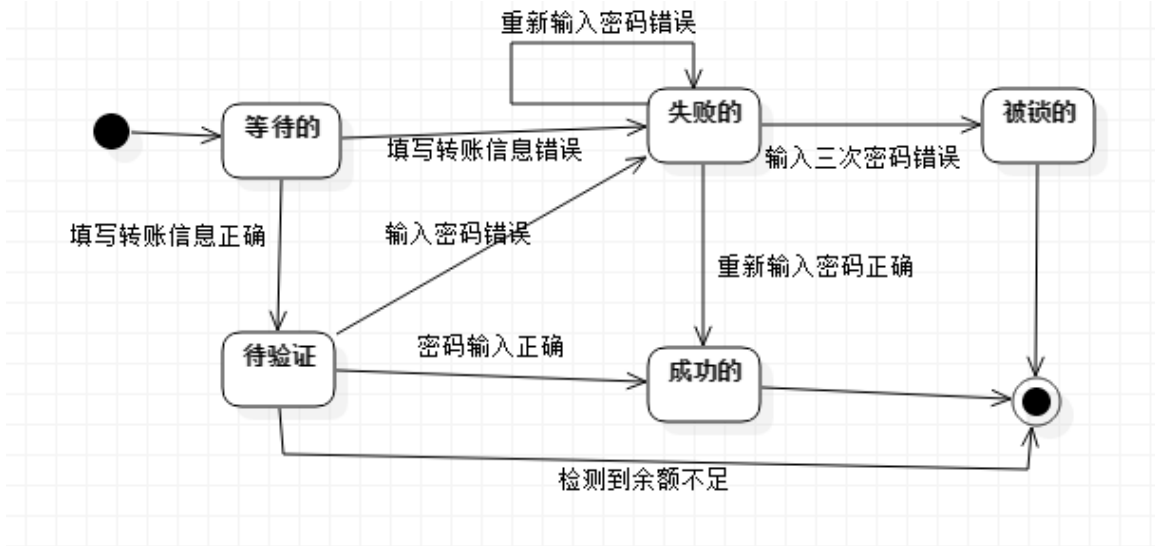 重新输入密码错误
等待的
失败的
被锁的
填写转账信息错误
输入三次密码错误
填写转账信息正确
输入密码错误
重新输入密码正确
待验证
密码输入正确
成功的
检测到余额不足